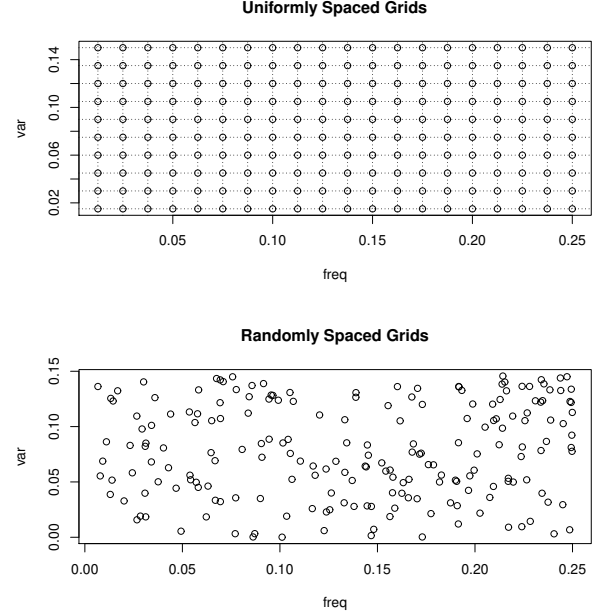 Uniformly Spaced Grids
0.14
0.10
0.06
0.02
var
0.05 0.10 0.15 0.20 0.25
freq
Randomly Spaced Grids
0.15
0.10
0.05
0.00
var
0.00 0.05 0.10 0.15 0.20 0.25
freq